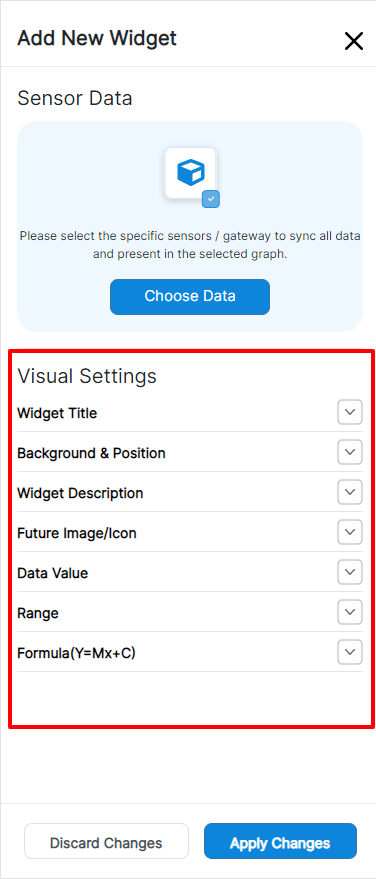 Add New Widget
Sensor Data
Please select the specific sensors / gateway to sync all data
and present in the selected graph.
Choose Data
Visual Settings
Widget Title
Background & Position
Widget Description
Future Image/Icon
Data Value
Range
Formula(Y=Mx+C)
Discard Changes
Apply Changes